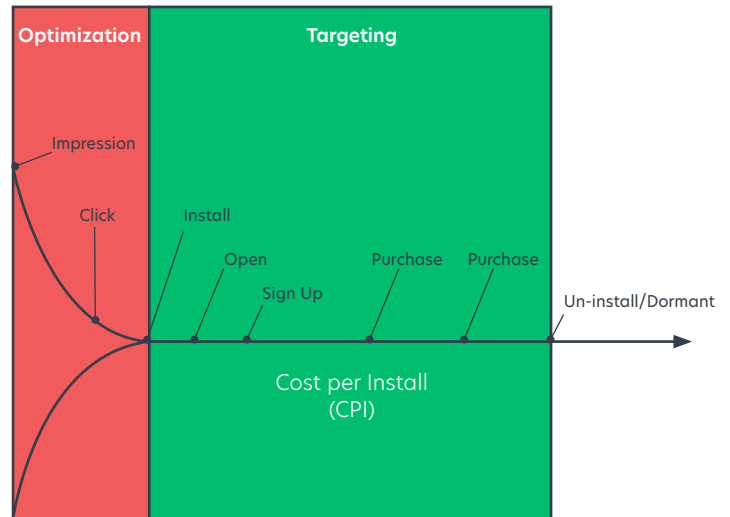 Optimization
Targeting
Impression
Click
Install
Open
Sign Up
Purchase
Purchase
Un-install/Dormant
Cost per Install
(CPI)